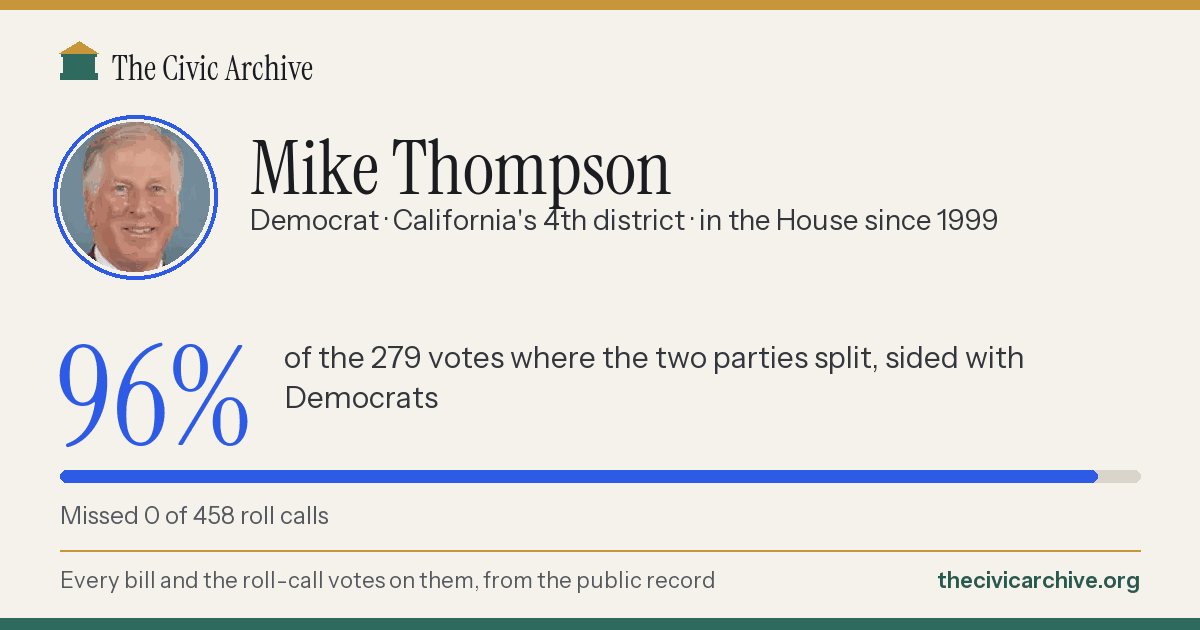 The Civic Archive
Mike Thompson
Democrat · California's 4th district · in the House since 1999
96%
of the 279 votes where the two parties split, sided with
Democrats
Missed 0 of 458 roll calls
Every bill and the roll-call votes on them, from the public record
thecivicarchive.org